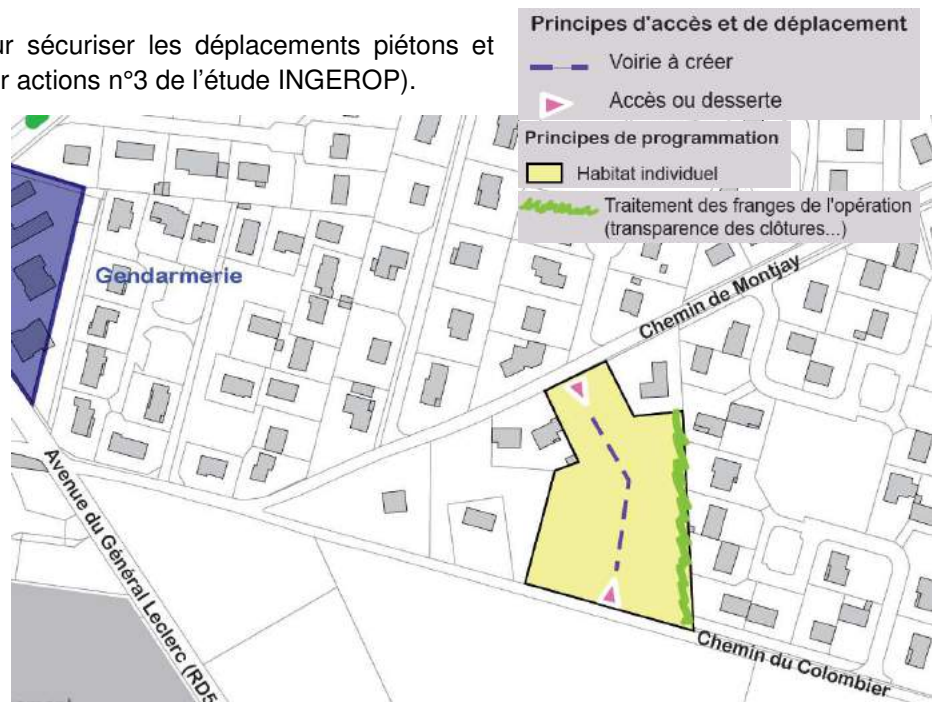 sécuriser les déplacements piétons et
actions n°3 de l'étude INGEROP).
Principes d'accès et de déplacement
Voirie à créer
Accès ou desserte
Principes de programmation
Habitat individuel
Traitement des franges de l'opération
(transparence des clôtures...)
Gendarmerie
Chemin de Montjay
Avenue du Général Leclerc (RD5
Chemin du Colombier